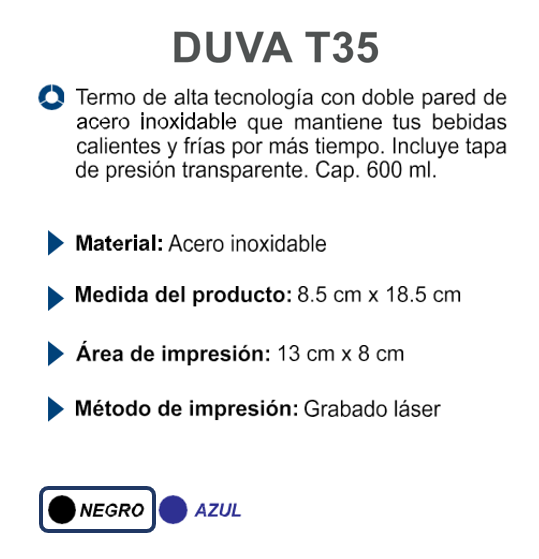 DUVA T35
Termo de alta tecnología con doble pared de
acero inoxidable que mantiene tus bebidas
calientes y frías por más tiempo. Incluye tapa
de presión transparente. Cap. 600 ml.
Material: Acero inoxidable
Medida del producto: 8.5 cm x 18.5 cm
Área de impresión: 13 cm x 8 cm
Método de impresión: Grabado láser
NEGRO AZUL